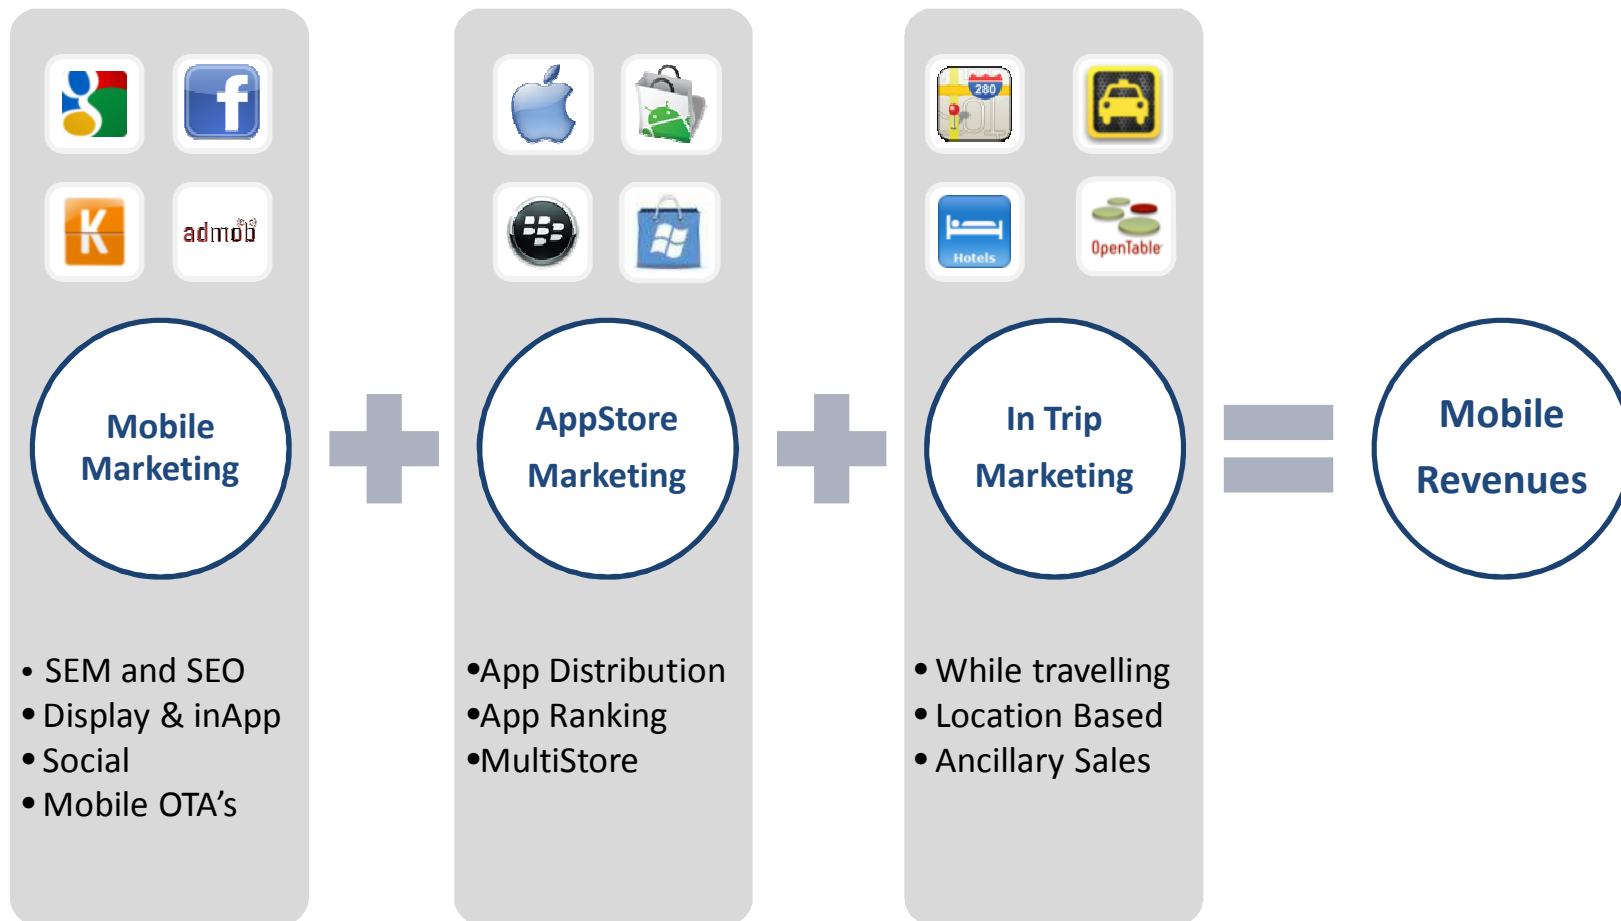 g
f
K
admob
280
Hotels
OpenTable
Mobile
Marketing
AppStore
Marketing
In Trip
Marketing
Mobile
Revenues
• SEM and SEO
• Display & inApp
• Social
• Mobile OTA’s
•App Distribution
•App Ranking
•MultiStore
• While travelling
• Location Based
• Ancillary Sales